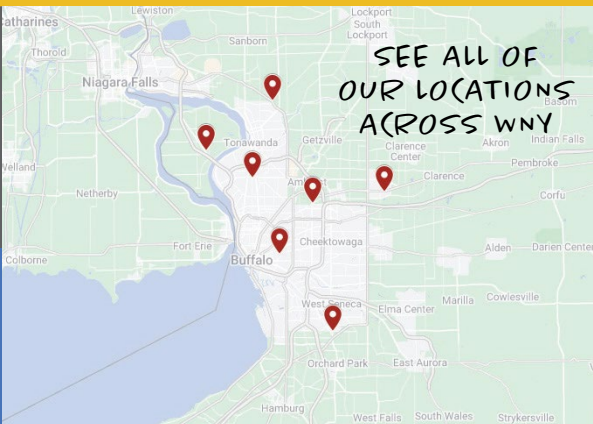 Lewiston
Lockport
Catharines
South
Lockport
Thorold
Sanborn
SEE ALL OF
OUR LOCATIONS
ACROSS WNY
Niagara Falls
Basom
Tonawanda
Getzville
Clarence
Center
Akron
Indian Falls
Pembroke
Welland
Amherst
Clarence
Netherby
Corfu
Fort Erie
Cheektowaga
Buffalo
Alden
Darien Center
Colborne
West Seneca
Elma Center
Marilla
Cowlesville
Orchard Park
East Aurora
Hamburg
West Falls
South Wales
Strykersville